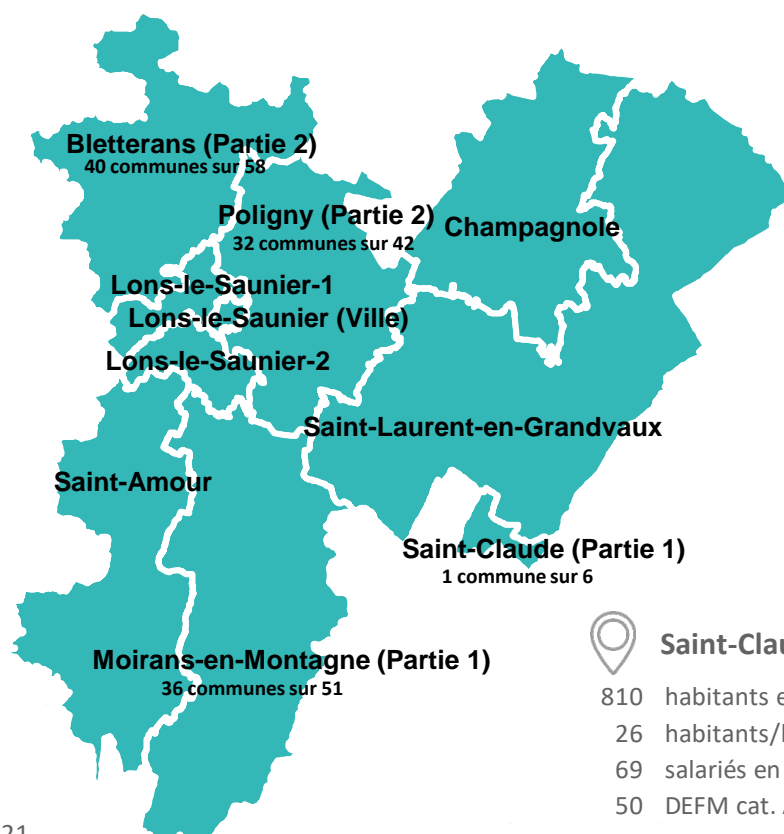 Bletterans (Partie 2)
40 communes sur 58
Poligny (Partie 2)
32 communes sur 42
Champagnole
Lons-le-Saunier-1
Lons-le-Saunier (Ville)
Lons-le-Saunier-2
Saint-Laurent-en-Grandvaux
Saint-Amour
Saint-Claude (Partie 1)
1 commune sur 6
Moirans-en-Montagne (Partie 1)
36 communes sur 51
Saint-Clau
810 habitants e
26 habitants/
69 salariés en
50 DEFM cat.
21